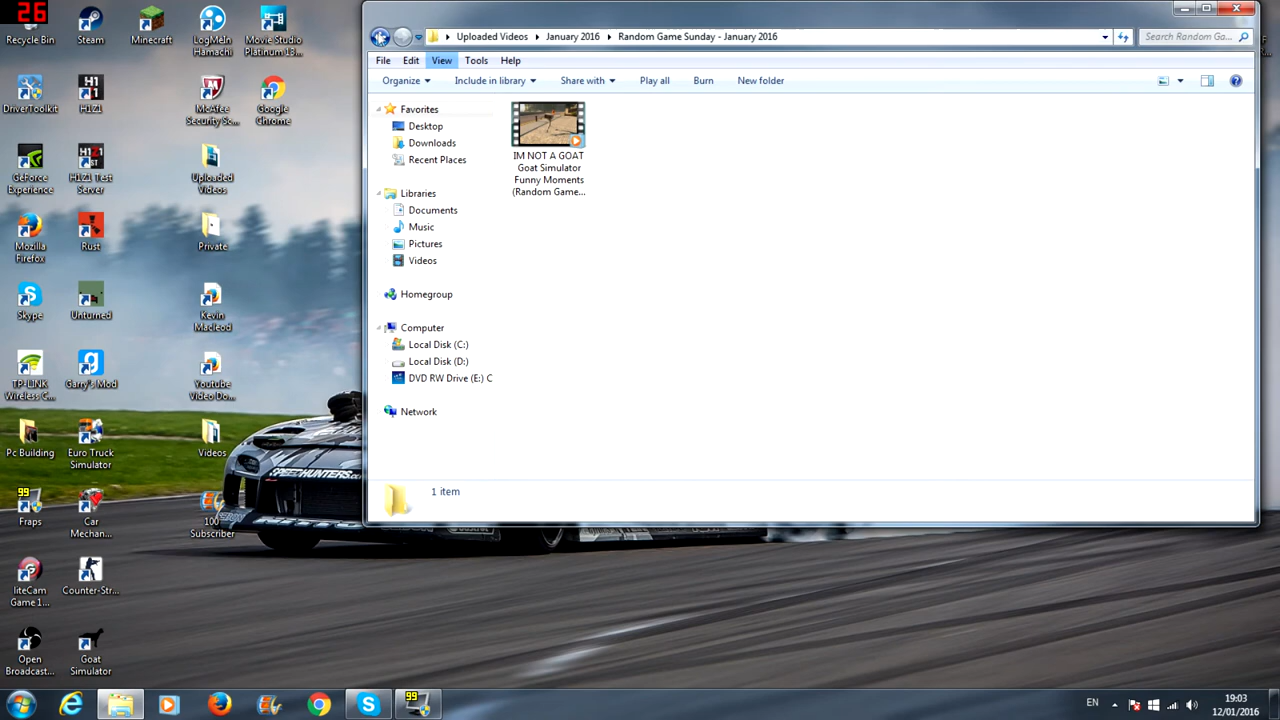 26
Recycle Bin
Steam
Minecraft
LogMeIn
Hamachi
Movie Studio
Platinum 13...
DriverToolkit
H1Z1
McAfee
Security Sc...
Google
Chrome
GeForce
Experience
H1Z1 Test
Server
Uploaded
Videos
Mozilla
Firefox
Rust
Private
Skype
Unturned
Kevin
Macleod
TP-LINK
Wireless C...
Garry's Mod
Youtube
Video Do...
Pc Building
Euro Truck
Simulator
Videos
Fraps
Car
Mechan...
100
Subscriber
liteCam
Game 1...
Counter-Str...
Open
Broadcast...
Goat
Simulator
Uploaded Videos
January 2016
Random Game Sunday - January 2016
Search Random Ga...
File Edit View Tools Help
Organize Include in library Share with Play all Burn New folder
Favorites
Desktop
Downloads
Recent Places
Libraries
Documents
Music
Pictures
Videos
Homegroup
Computer
Local Disk (C:)
Local Disk (D:)
DVD RW Drive (E:) C
Network
IM NOT A GOAT
Goat Simulator
Funny Moments
(Random Game...
1 item
SPEEDHUNTERS.CO
99
EN
19:03
12/01/2016